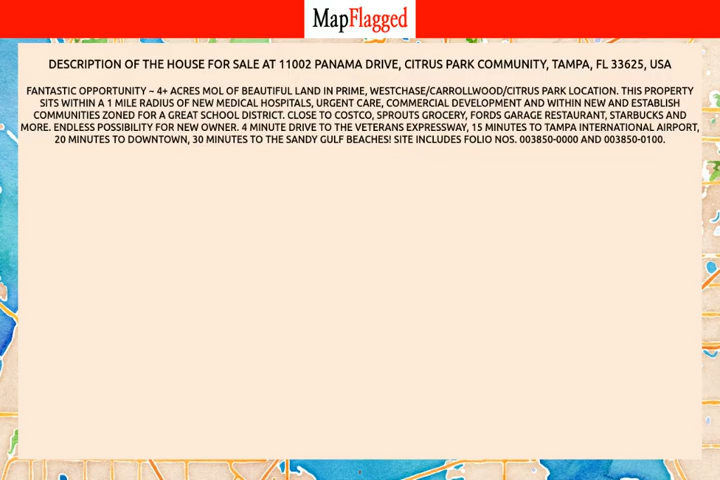 MapFlagged
DESCRIPTION OF THE HOUSE FOR SALE AT 11002 PANAMA DRIVE, CITRUS PARK COMMUNITY, TAMPA, FL 33625, USA
FANTASTIC OPPORTUNITY ~ 4+ ACRES MOL OF BEAUTIFUL LAND IN PRIME, WESTCHASE/CARROLLWOOD/CITRUS PARK LOCATION. THIS PROPERTY
SITS WITHIN A 1 MILE RADIUS OF NEW MEDICAL HOSPITALS, URGENT CARE, COMMERCIAL DEVELOPMENT AND WITHIN NEW AND ESTABLISH
COMMUNITIES ZONED FOR A GREAT SCHOOL DISTRICT. CLOSE TO COSTCO, SPROUTS GROCERY, FORDS GARAGE RESTAURANT, STARBUCKS AND
MORE. ENDLESS POSSIBILITY FOR NEW OWNER. 4 MINUTE DRIVE TO THE VETERANS EXPRESSWAY, 15 MINUTES TO TAMPA INTERNATIONAL AIRPORT,
20 MINUTES TO DOWNTOWN, 30 MINUTES TO THE SANDY GULF BEACHES! SITE INCLUDES FOLIO NOS. 003850-0000 AND 003850-0100.